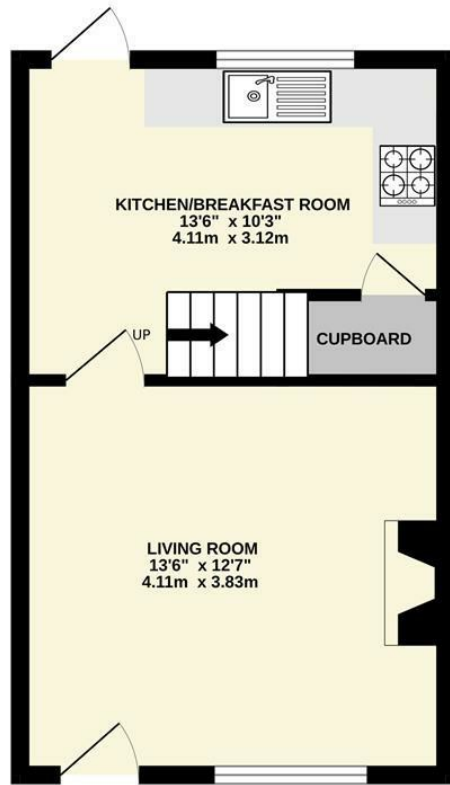 KITCHEN/BREAKFAST ROOM
13'6" x 10'3"
4.11m x 3.12m
UP
CUPBOARD
LIVING ROOM
13'6" x 12'7"
4.11m x 3.83m